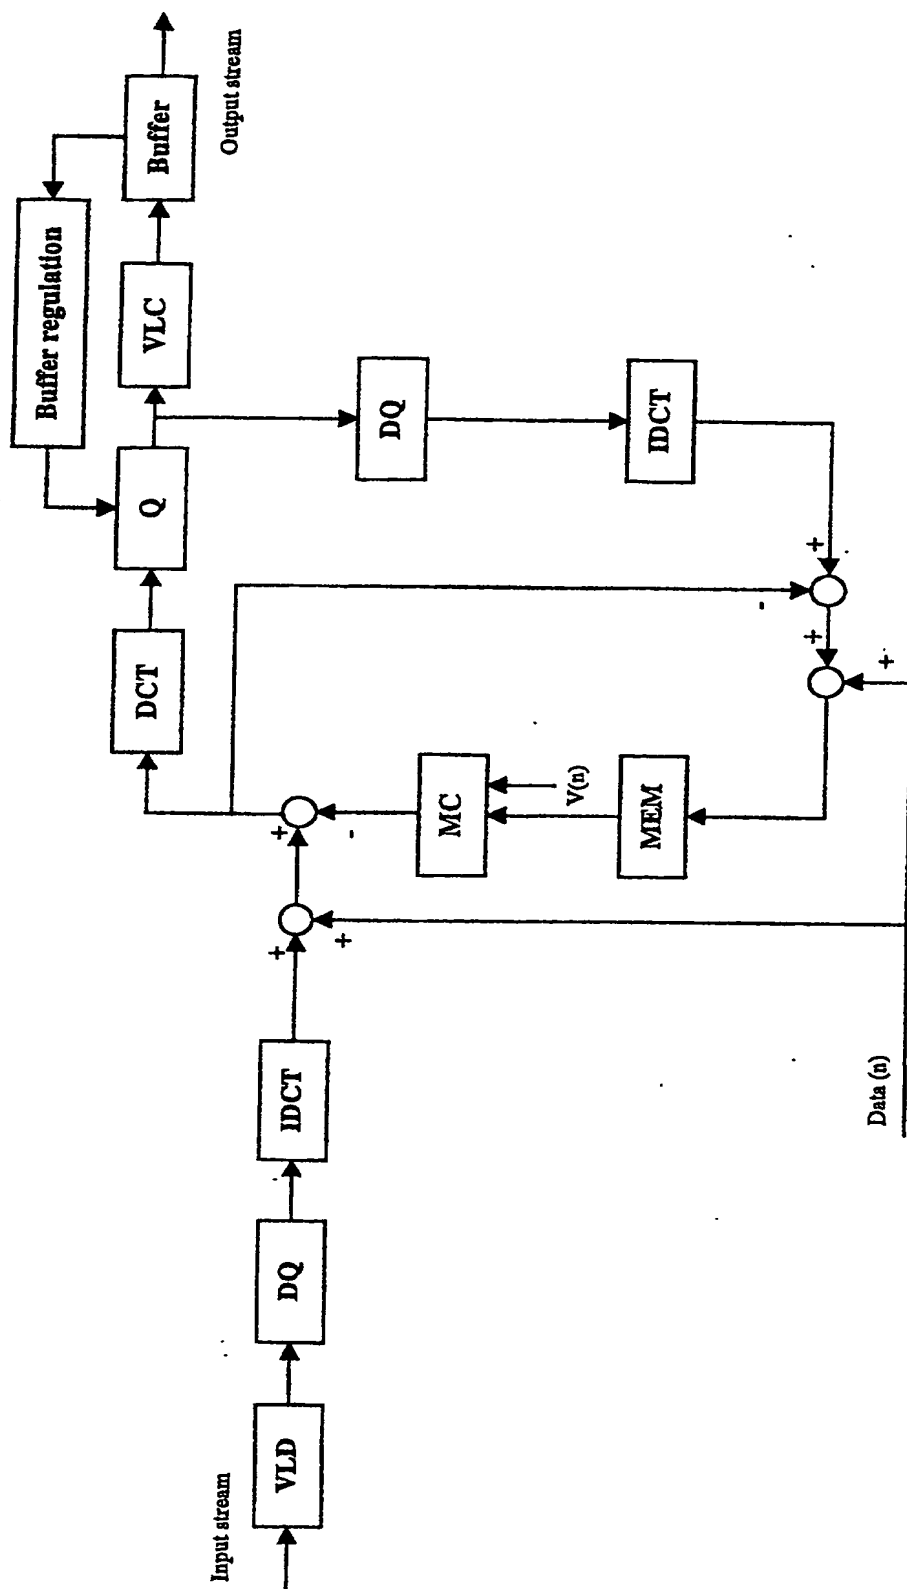 Input stream
VLD
DQ
IDCT
+
+
+
-
DCT
Q
VLC
Buffer
Buffer regulation
Output stream
MC
V(n)
MEM
DQ
IDCT
+
-
+
+
Data (n)